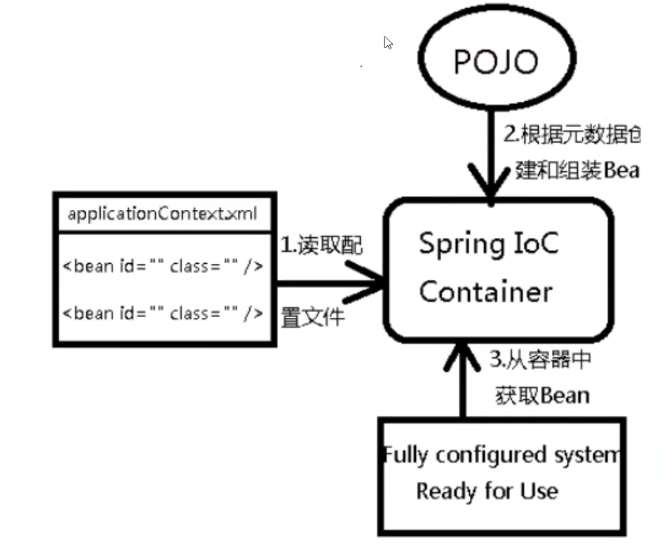 POJO
2.根据元数据创
建和组装Bea
applicationContext.xml
<bean id="" class="" />
<bean id="" class="" />
1.读取配
置文件
Spring IoC
Container
3.从容器中
获取Bean
Fully configured system
Ready for Use